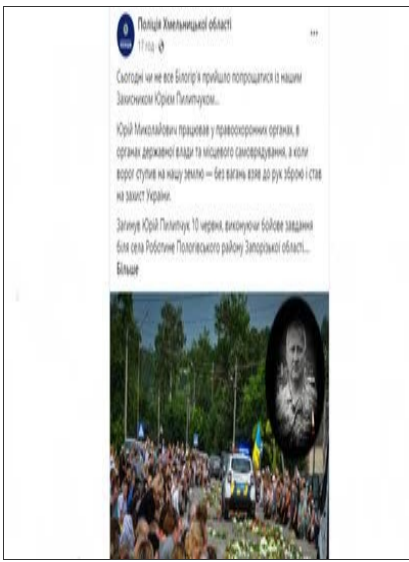 Поліція Хмельницької області
17 год ·
Сьогодні чи не все Білогір'я прийшло попрощатися із нашим
Захисником Юрієм Пилипчуком...
Юрій Миколайович працював у правоохоронних органах, в
органах державної влади та місцевого самоврядування, а коли
ворог ступив на нашу землю — без вагань взяв до рук зброю і став
на захист України.
Загинув Юрій Пилипчук 10 червня, виконуючи бойове завдання
біля села Роботине Пологівського району Запорізької області....
Більше